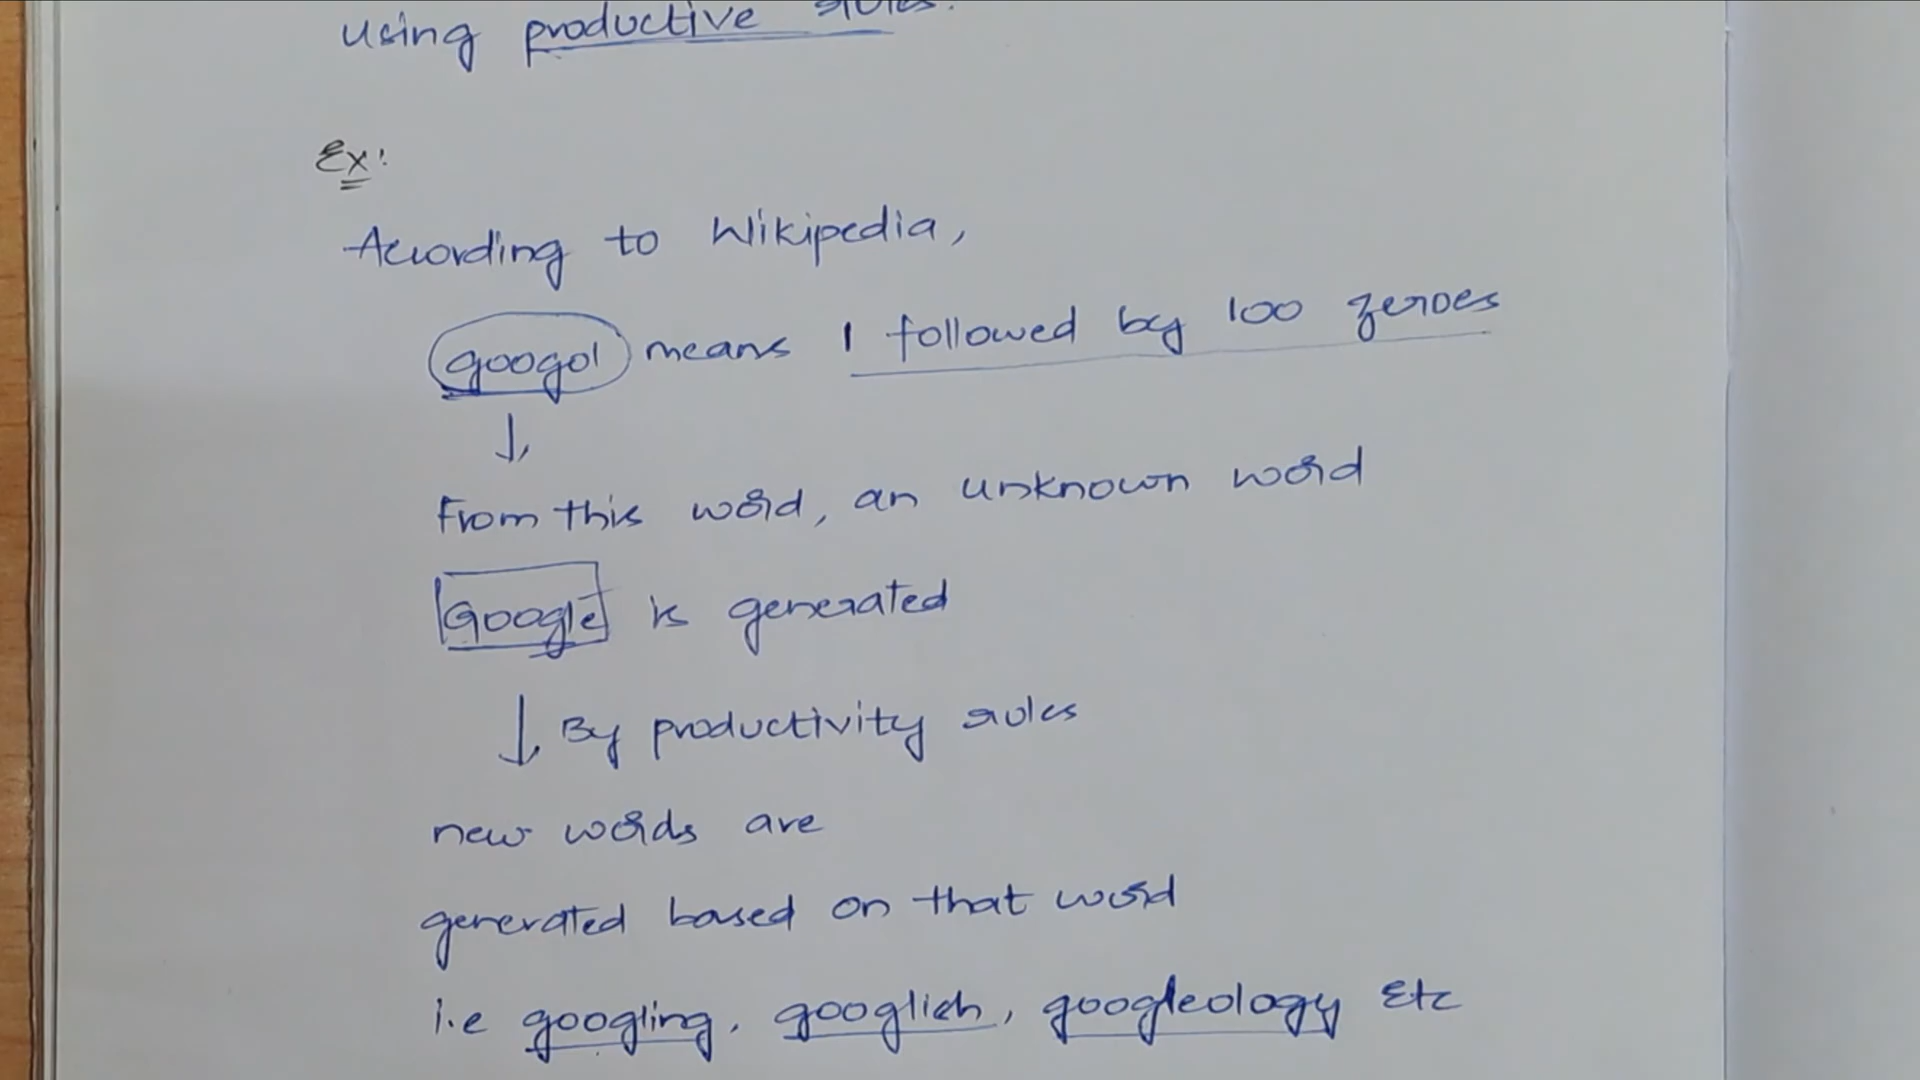 using productive rules.
Ex:
According to Wikipedia,
googol means 1 followed by 100 zeroes
From this word, an unknown word
Google is generated
By productivity rules
new words are
generated based on that word
i.e googling, googlish, googleology Etc